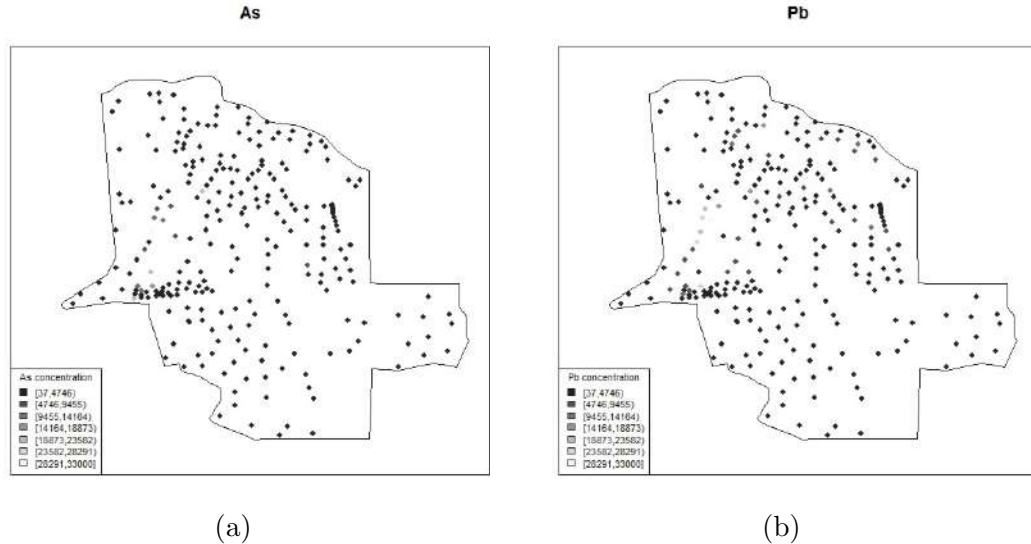 As
Pb
As concentration
[37,4746)
[4746,9455)
[9455,14164)
[14164,18873)
[18873,23582)
[23582,28291)
[28291,33000]
Pb concentration
[37,4746)
[4746,9455)
[9455,14164)
[14164,18873)
[18873,23582)
[23582,28291)
[28291,33000]
(a)
(b)